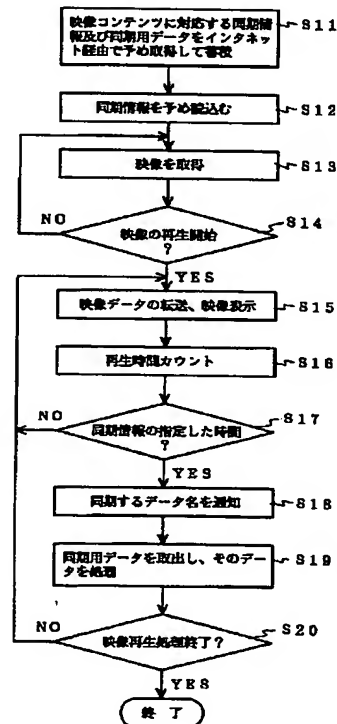 映像コンテンツに対応する同期情
報及び同期用データをインタネッ
ト経由で予め取得して蓄積
S11
同期情報を予め読込む
S12
映像を取得
S13
NO
映像の再生開始
?
S14
YES
映像データの転送、映像表示
S15
再生時間カウント
S16
NO
同期情報の指定した時間
?
S17
YES
同期するデータ名を通知
S18
同期用データを取出し、そのデー
タを処理
S19
NO
映像再生処理終了?
S20
YES
終了